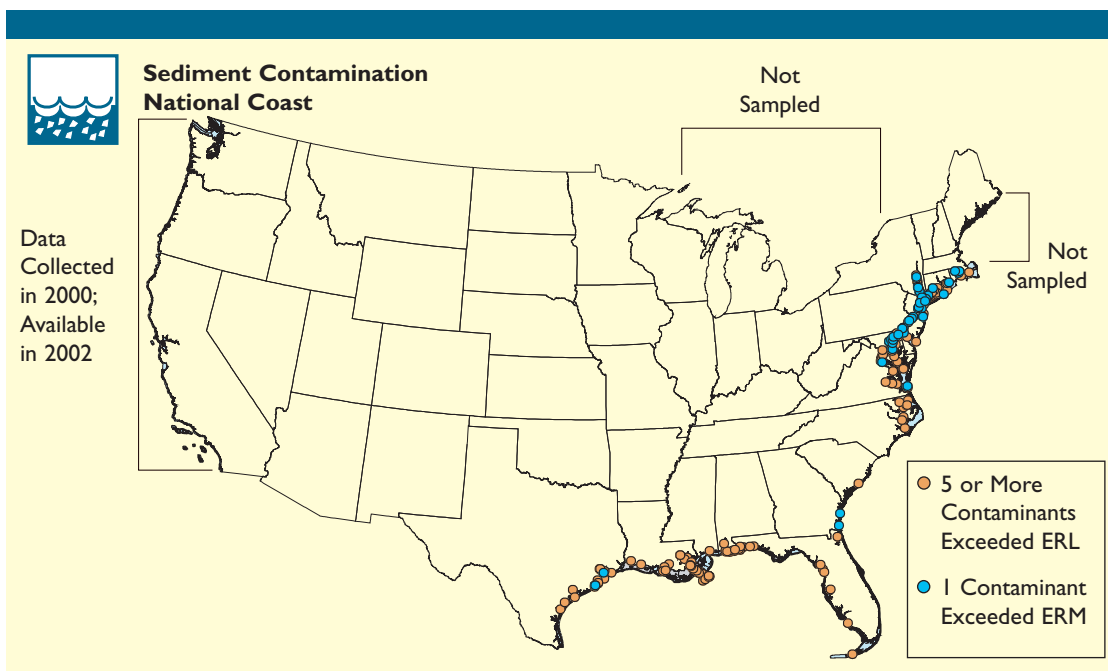 Sediment Contamination
National Coast
Not
Sampled
Data
Collected
in 2000;
Available
in 2002
Not
Sampled
5 or More
Contaminants
Exceeded ERL
1 Contaminant
Exceeded ERM